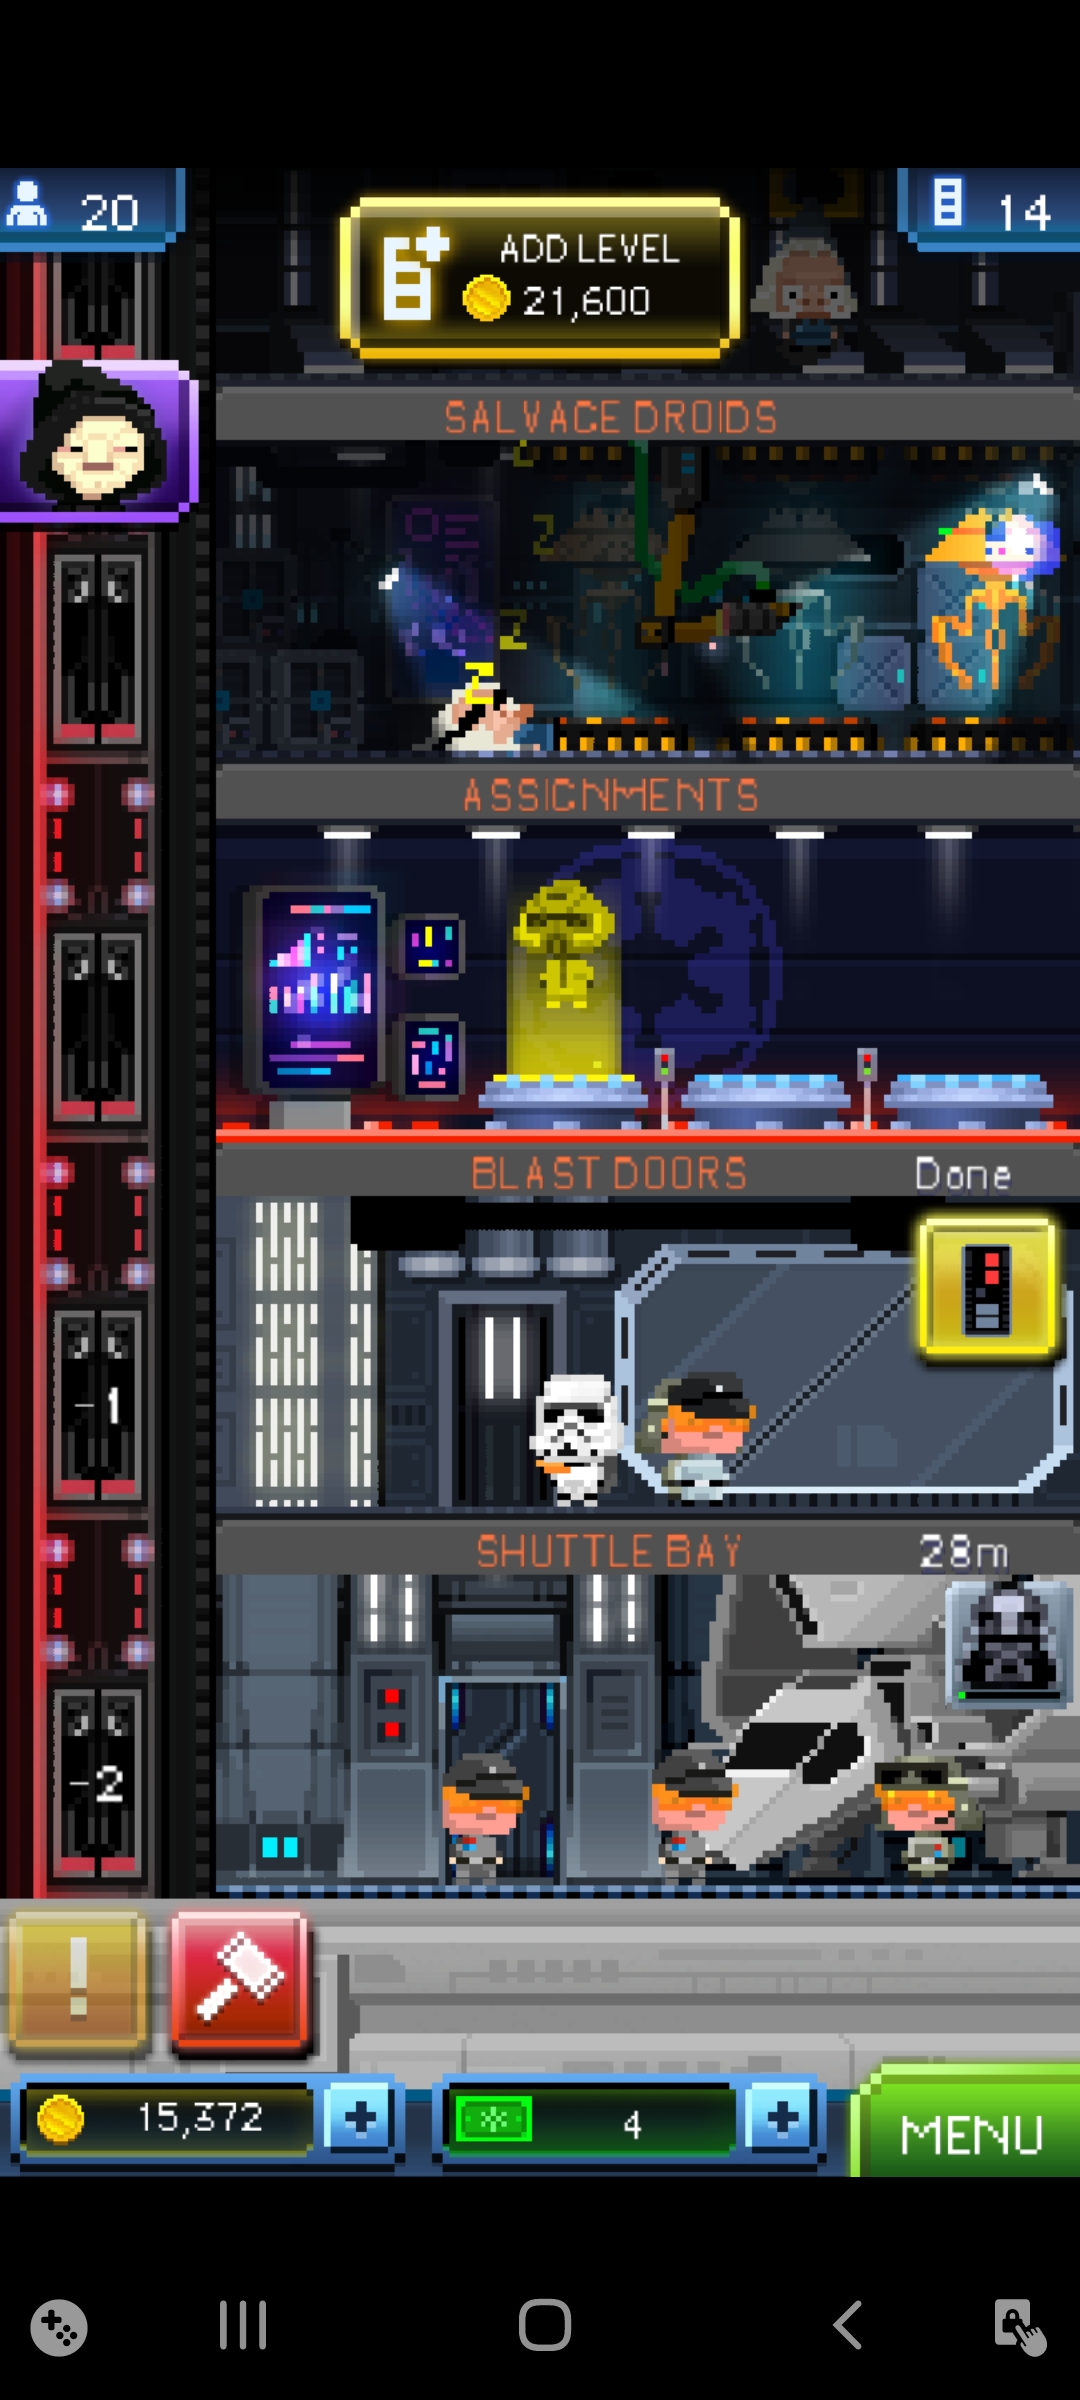 20
ADD LEVEL
21,600
14
SALVAGE DROIDS
Z
Z
Z
ASSIGNMENTS
BLAST DOORS Done
-1
SHUTTLE BAY 28m
-2
!
15,372 +
4 +
MENU